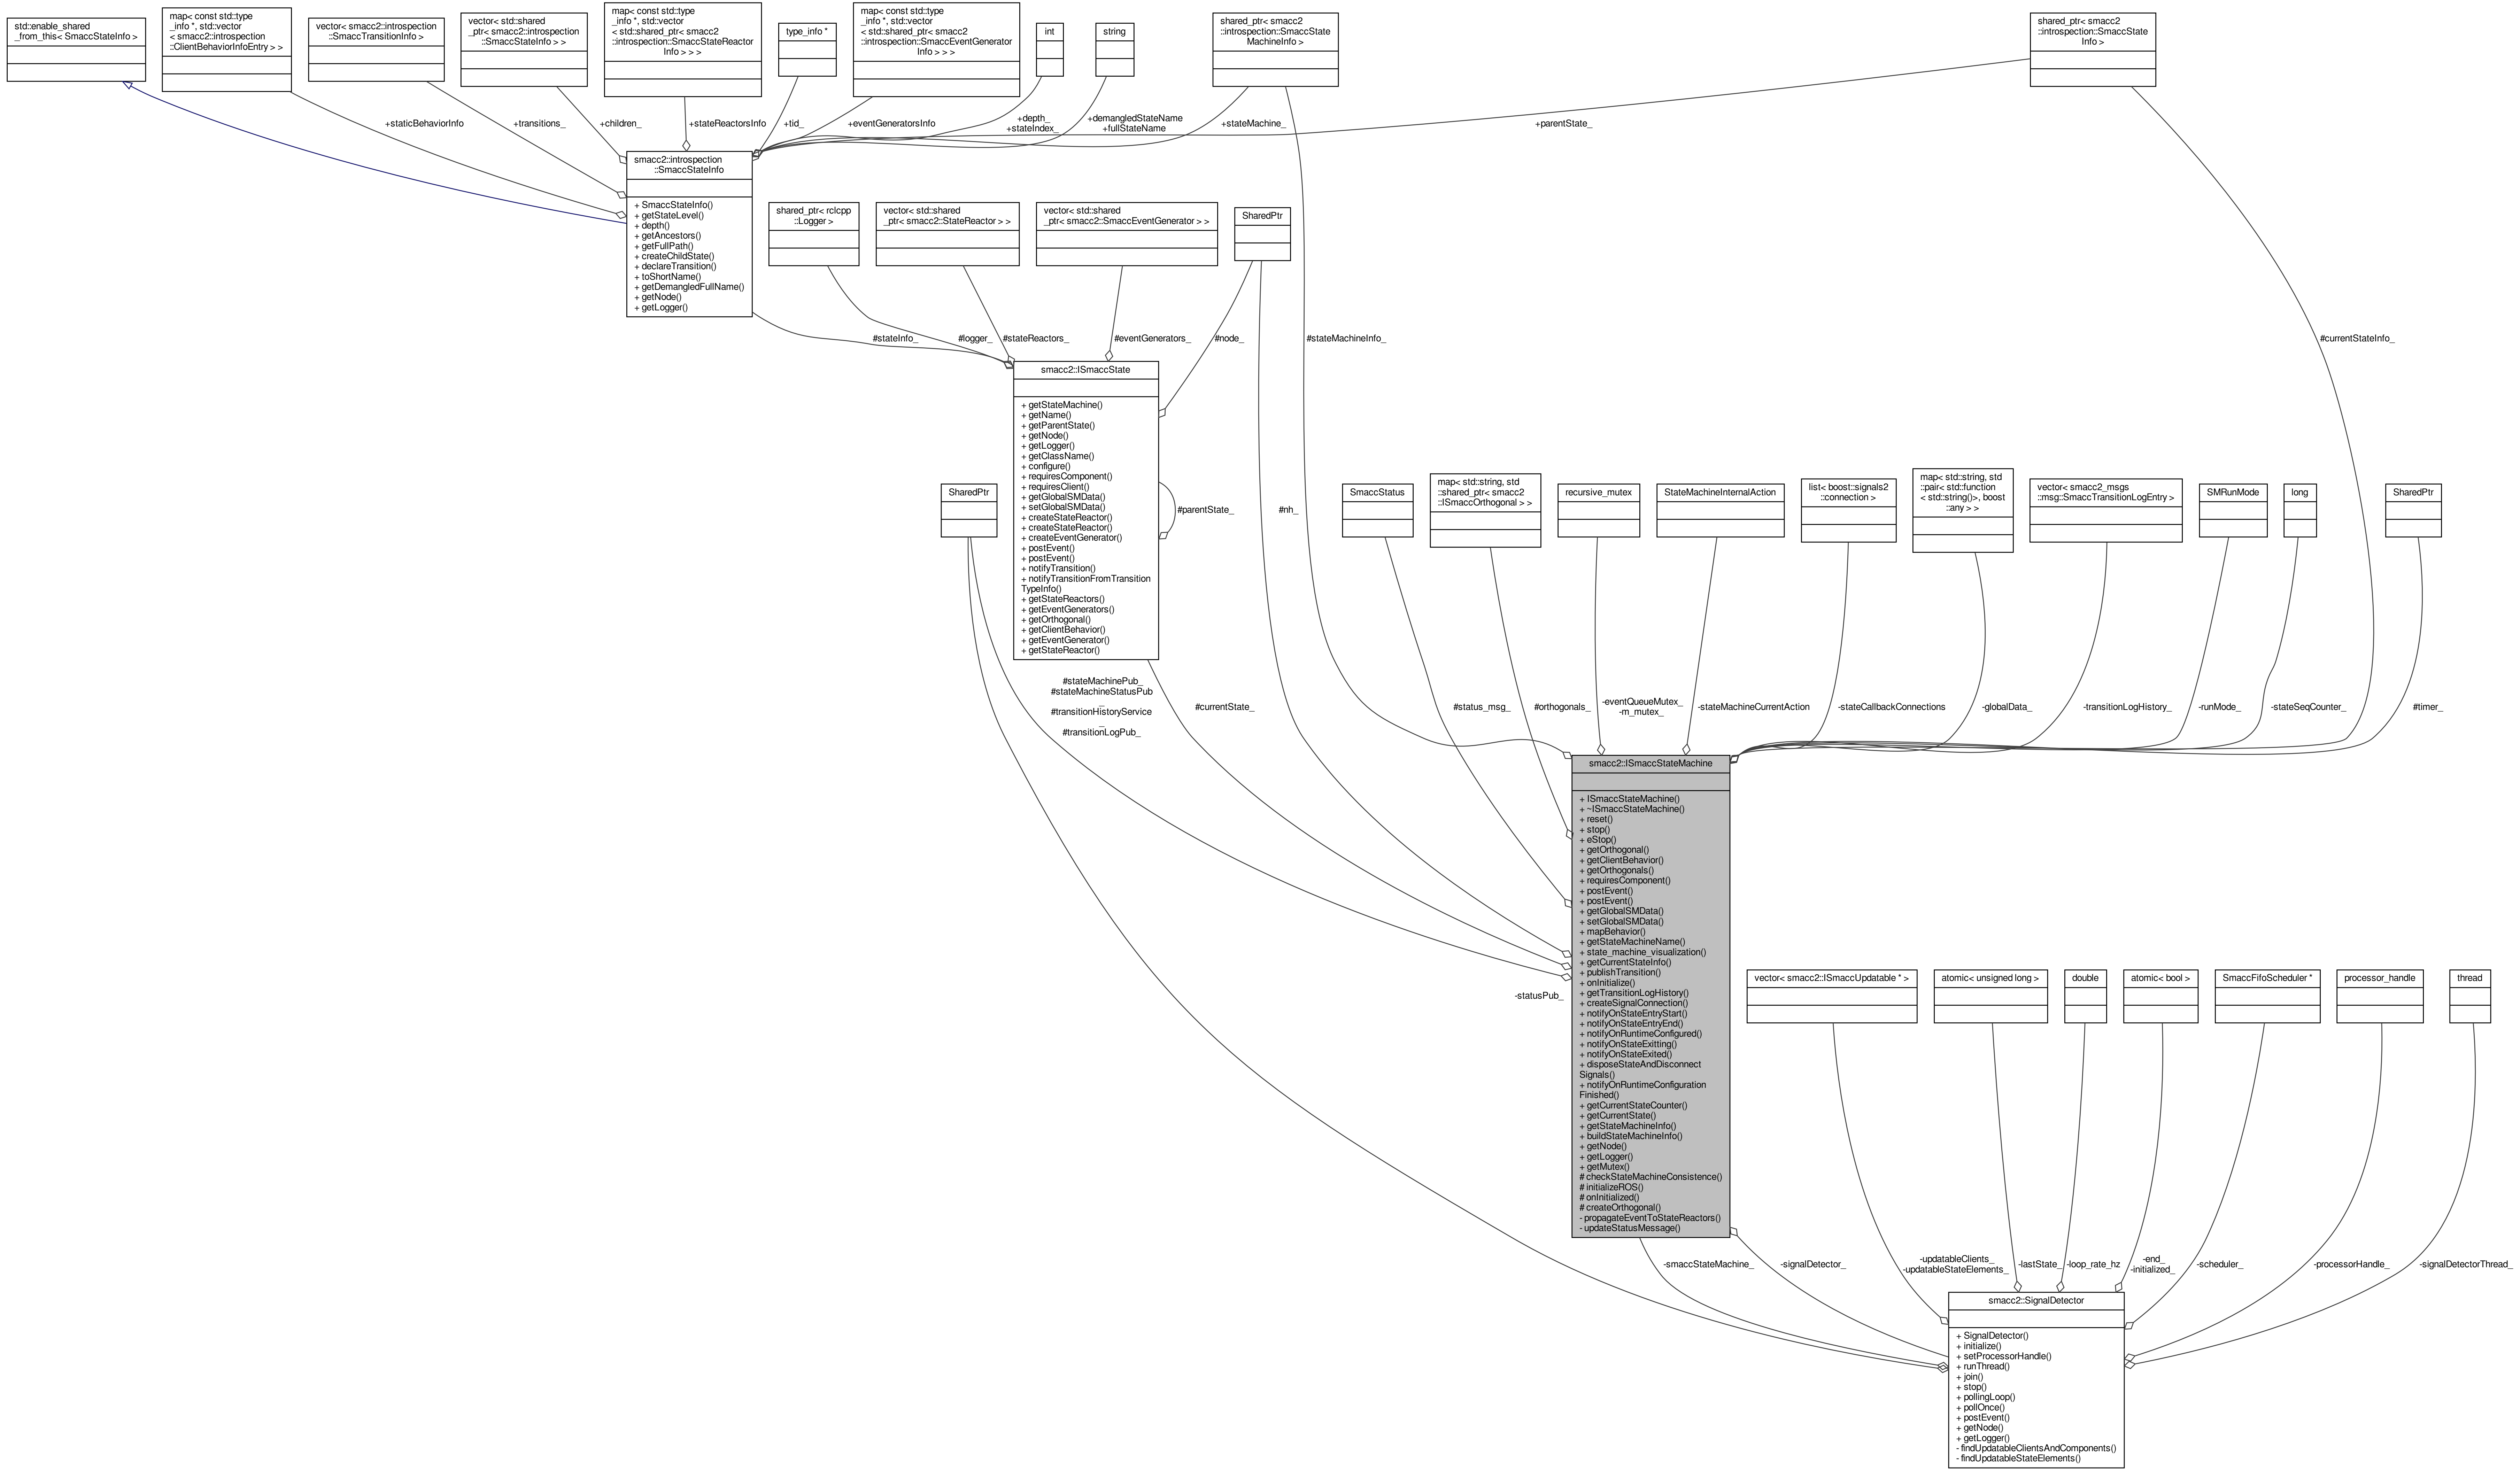 std::enable_shared
_from_this< SmaccStateInfo >
map< const std::type
_info *, std::vector
< smacc2::introspection
::ClientBehaviorInfoEntry > >
vector< smacc2::introspection
::SmaccTransitionInfo >
vector< std::shared
_ptr< smacc2::introspection
::SmaccStateInfo > >
map< const std::type
_info *, std::vector
< std::shared_ptr< smacc2
::introspection::SmaccStateReactor
Info > > >
type_info *
map< const std::type
_info *, std::vector
< std::shared_ptr< smacc2
::introspection::SmaccEventGenerator
Info > > >
int
string
shared_ptr< smacc2
::introspection::SmaccState
MachineInfo >
shared_ptr< smacc2
::introspection::SmaccState
Info >
+staticBehaviorInfo
+transitions_
+children_
+stateReactorsInfo
+tid_
+eventGeneratorsInfo
+depth_
+stateIndex_
+demangledStateName
+fullStateName
+stateMachine_
+parentState_
smacc2::introspection
::SmaccStateInfo
+ SmaccStateInfo()
+ getStateLevel()
+ depth()
+ getAncestors()
+ getFullPath()
+ createChildState()
+ declareTransition()
+ toShortName()
+ getDemangledFullName()
+ getNode()
+ getLogger()
shared_ptr< rclcpp
::Logger >
vector< std::shared
_ptr< smacc2::StateReactor > >
vector< std::shared
_ptr< smacc2::SmaccEventGenerator > >
SharedPtr
#stateInfo_
#logger_
#stateReactors_
#eventGenerators_
#node_
#stateMachineInfo_
#currentStateInfo_
smacc2::ISmaccState
+ getStateMachine()
+ getName()
+ getParentState()
+ getNode()
+ getLogger()
+ getClassName()
+ configure()
+ requiresComponent()
+ requiresClient()
+ getGlobalSMData()
+ setGlobalSMData()
+ createStateReactor()
+ createStateReactor()
+ createEventGenerator()
+ postEvent()
+ postEvent()
+ notifyTransition()
+ notifyTransitionFromTransition
TypeInfo()
+ getStateReactors()
+ getEventGenerators()
+ getOrthogonal()
+ getClientBehavior()
+ getEventGenerator()
+ getStateReactor()
#parentState_
#nh_
SharedPtr
SmaccStatus
map< std::string, std
::shared_ptr< smacc2
::ISmaccOrthogonal > >
recursive_mutex
StateMachineInternalAction
list< boost::signals2
::connection >
map< std::string, std
::pair< std::function
< std::string()>, boost
::any > >
vector< smacc2_msgs
::msg::SmaccTransitionLogEntry >
SMRunMode
long
SharedPtr
#stateMachinePub_
#stateMachineStatusPub
_
#transitionHistoryService
_
#transitionLogPub_
#currentState_
#status_msg_
#orthogonals_
-eventQueueMutex_
-m_mutex_
-stateMachineCurrentAction
-stateCallbackConnections
-globalData_
-transitionLogHistory_
-runMode_
-stateSeqCounter_
#timer_
smacc2::ISmaccStateMachine
+ ISmaccStateMachine()
+ ~ISmaccStateMachine()
+ reset()
+ stop()
+ eStop()
+ getOrthogonal()
+ getClientBehavior()
+ getOrthogonals()
+ requiresComponent()
+ postEvent()
+ postEvent()
+ getGlobalSMData()
+ setGlobalSMData()
+ mapBehavior()
+ getStateMachineName()
+ state_machine_visualization()
+ getCurrentStateInfo()
+ publishTransition()
+ onInitialize()
+ getTransitionLogHistory()
+ createSignalConnection()
+ notifyOnStateEntryStart()
+ notifyOnStateEntryEnd()
+ notifyOnRuntimeConfigured()
+ notifyOnStateExitting()
+ notifyOnStateExited()
+ disposeStateAndDisconnect
Signals()
+ notifyOnRuntimeConfiguration
Finished()
+ getCurrentStateCounter()
+ getCurrentState()
+ getStateMachineInfo()
+ buildStateMachineInfo()
+ getNode()
+ getLogger()
+ getMutex()
# checkStateMachineConsistence()
# initializeROS()
# onInitialized()
# createOrthogonal()
- propagateEventToStateReactors()
- updateStatusMessage()
-statusPub_
vector< smacc2::ISmaccUpdatable * >
atomic< unsigned long >
double
atomic< bool >
SmaccFifoScheduler *
processor_handle
thread
-smaccStateMachine_
-signalDetector_
-updatableClients_
-updatableStateElements_
-lastState_
-loop_rate_hz
-end_
-initialized_
-scheduler_
-processorHandle_
-signalDetectorThread_
smacc2::SignalDetector
+ SignalDetector()
+ initialize()
+ setProcessorHandle()
+ runThread()
+ join()
+ stop()
+ pollingLoop()
+ pollOnce()
+ postEvent()
+ getNode()
+ getLogger()
- findUpdatableClientsAndComponents()
- findUpdatableStateElements()